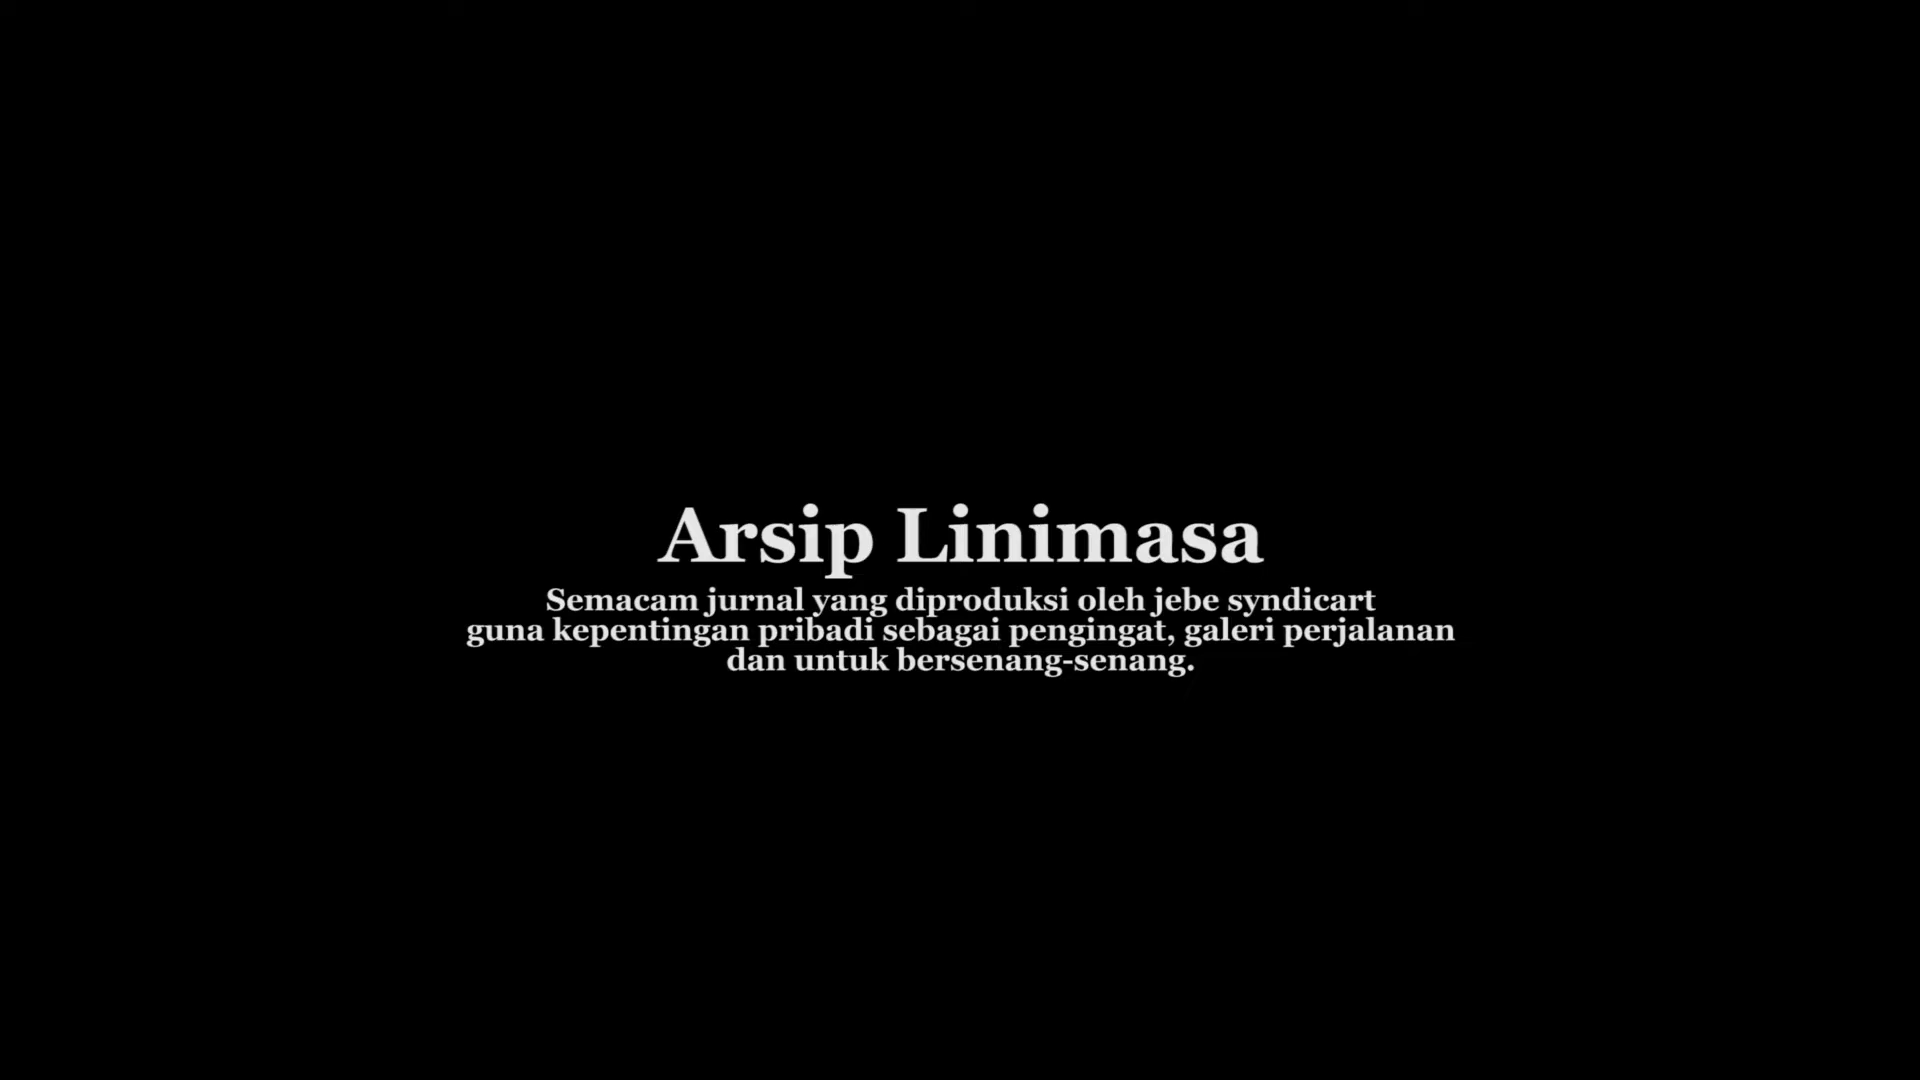 Arsip Linimasa
Semacam jurnal yang diproduksi oleh jebe syndicart
guna kepentingan pribadi sebagai pengingat, galeri perjalanan
dan untuk bersenang-senang.